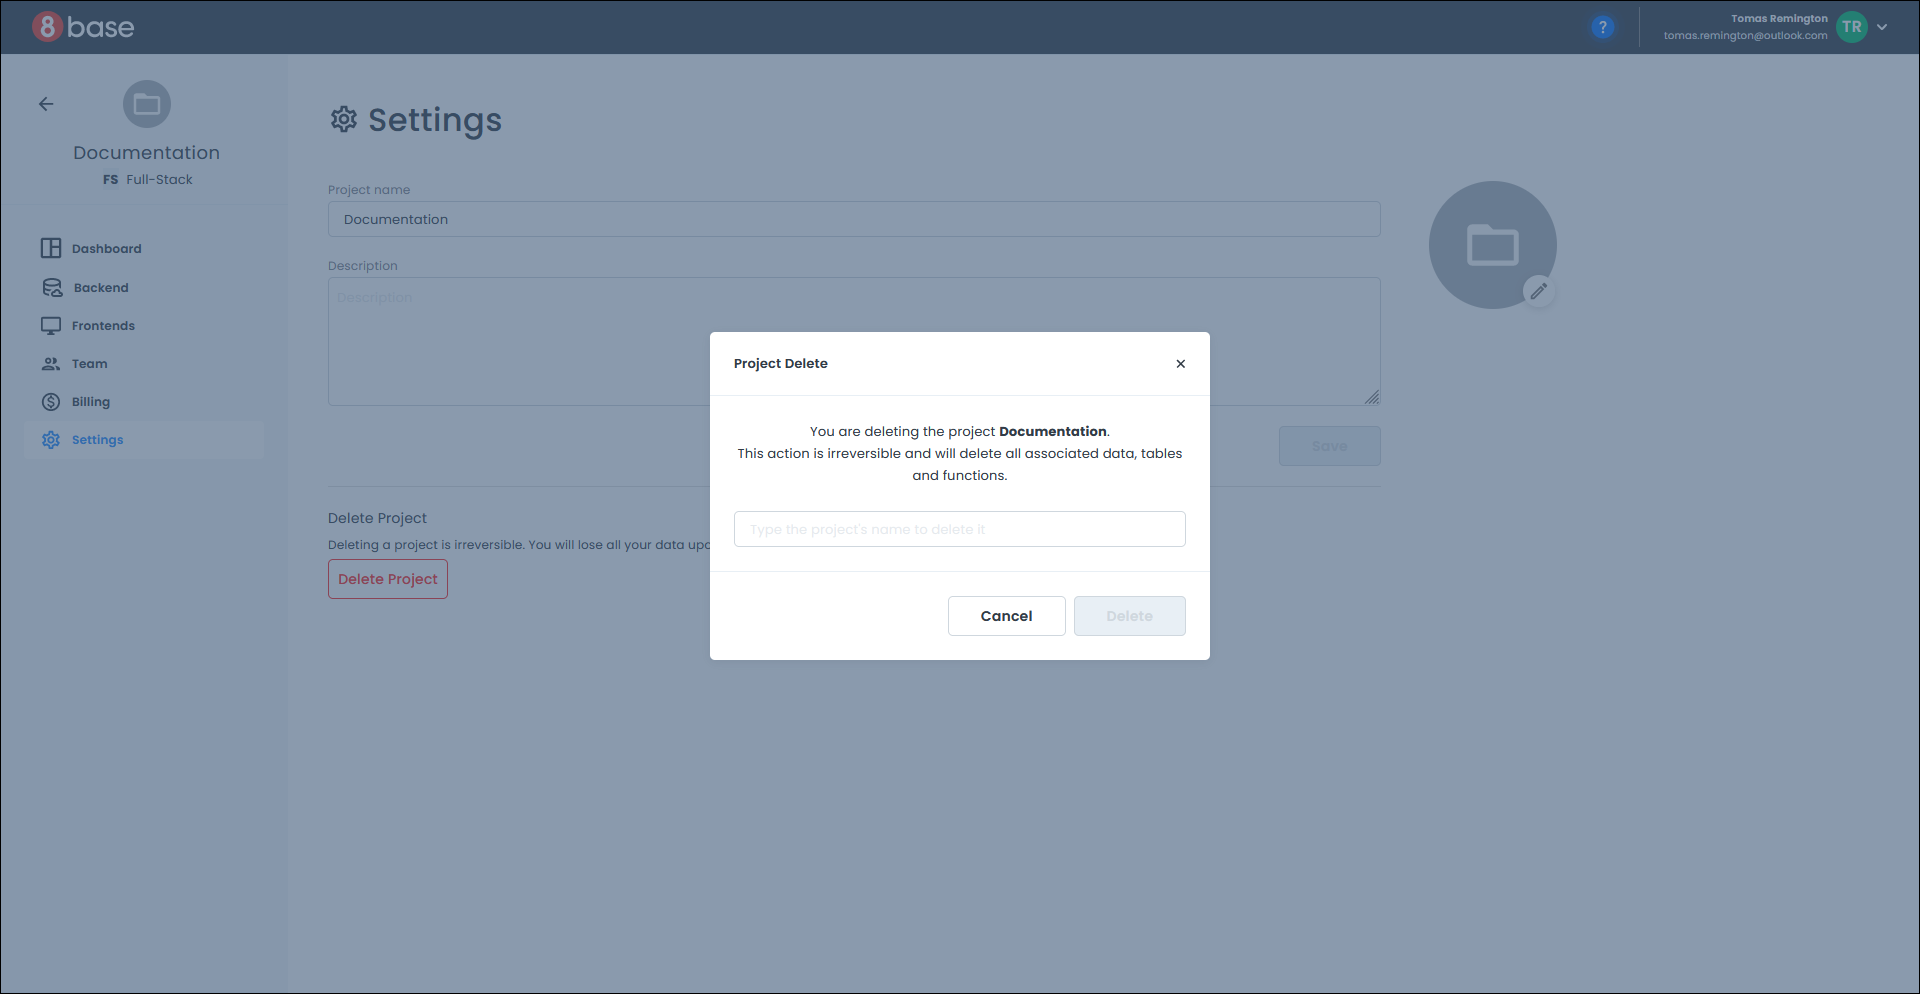 8base
?
Tomas Remington
tomas.remington@outlook.com
TR
Documentation
FS Full-Stack
Dashboard
Backend
Frontends
Team
Billing
Settings
Settings
Project name
Documentation
Description
Description
Save
Delete Project
Deleting a project is irreversible. You will lose all your data
Delete Project
Project Delete
You are deleting the project Documentation.
This action is irreversible and will delete all associated data, tables
and functions.
Type the project's name to delete it
Cancel
Delete